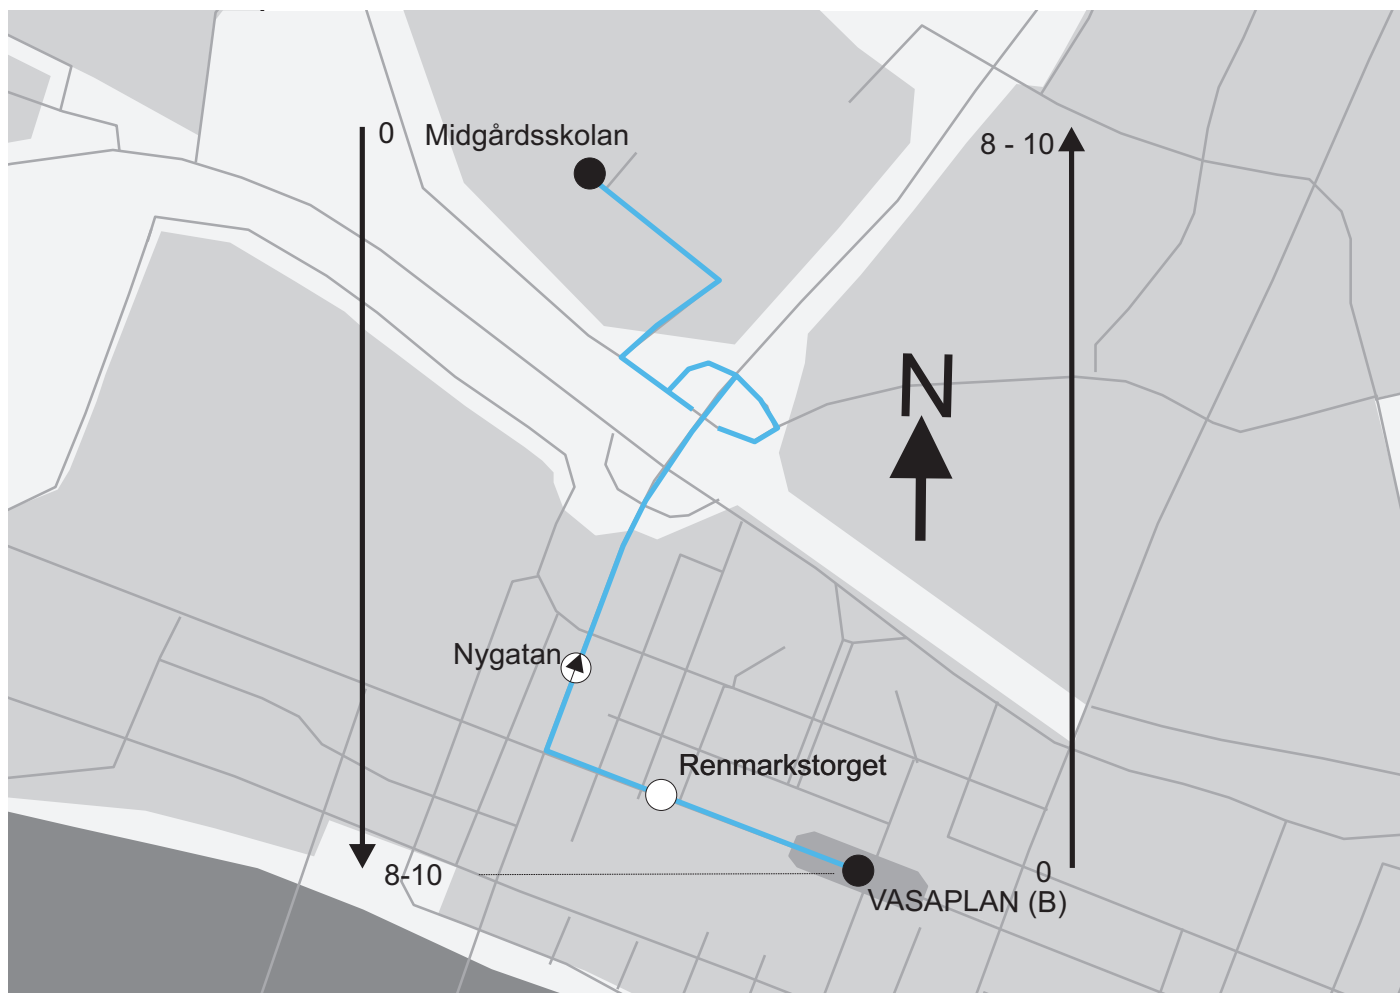 0
Midgårdsskolan
8 - 10
N
Nygatan
Renmarkstorget
8-10
0
VASAPLAN (B)